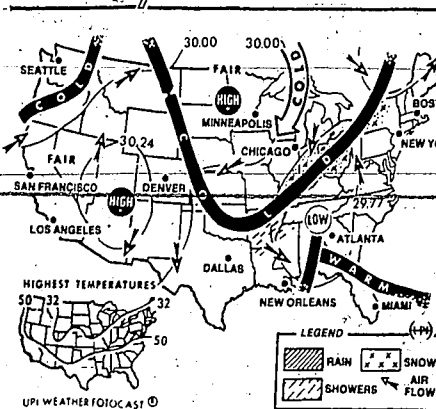 30.00
30.00
SEATTLE
COLD
FAIR
COLD
HIGH
MINNEAPOLIS
BOST
CHICAGO
NEW YO
30.24
FAIR
SAN FRANCISCO
DENVER
COLD
HIGH
29.77
LOW
LOS ANGELES
ATLANTA
DALLAS
WARM
HIGHEST TEMPERATURES
NEW ORLEANS
MIAMI
50
32
32
50
LEGEND
UPI
RAIN
SNOW
SHOWERS
AIR
FLOW
UPI WEATHER FOTOCAST